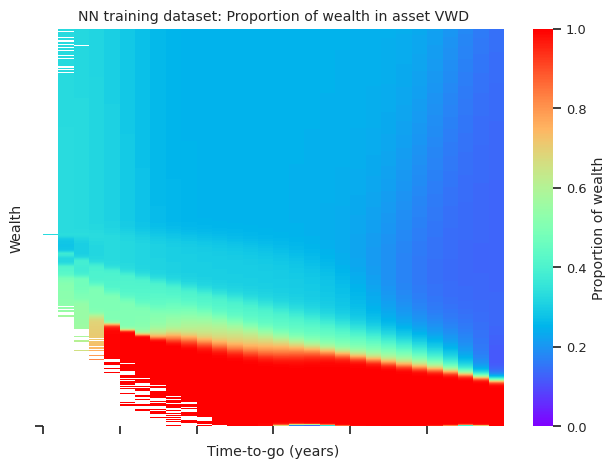 NN training dataset: Proportion of wealth in asset VWD
Wealth
Time-to-go (years)
1.0
0.8
0.6
0.4
0.2
0.0
Proportion of wealth